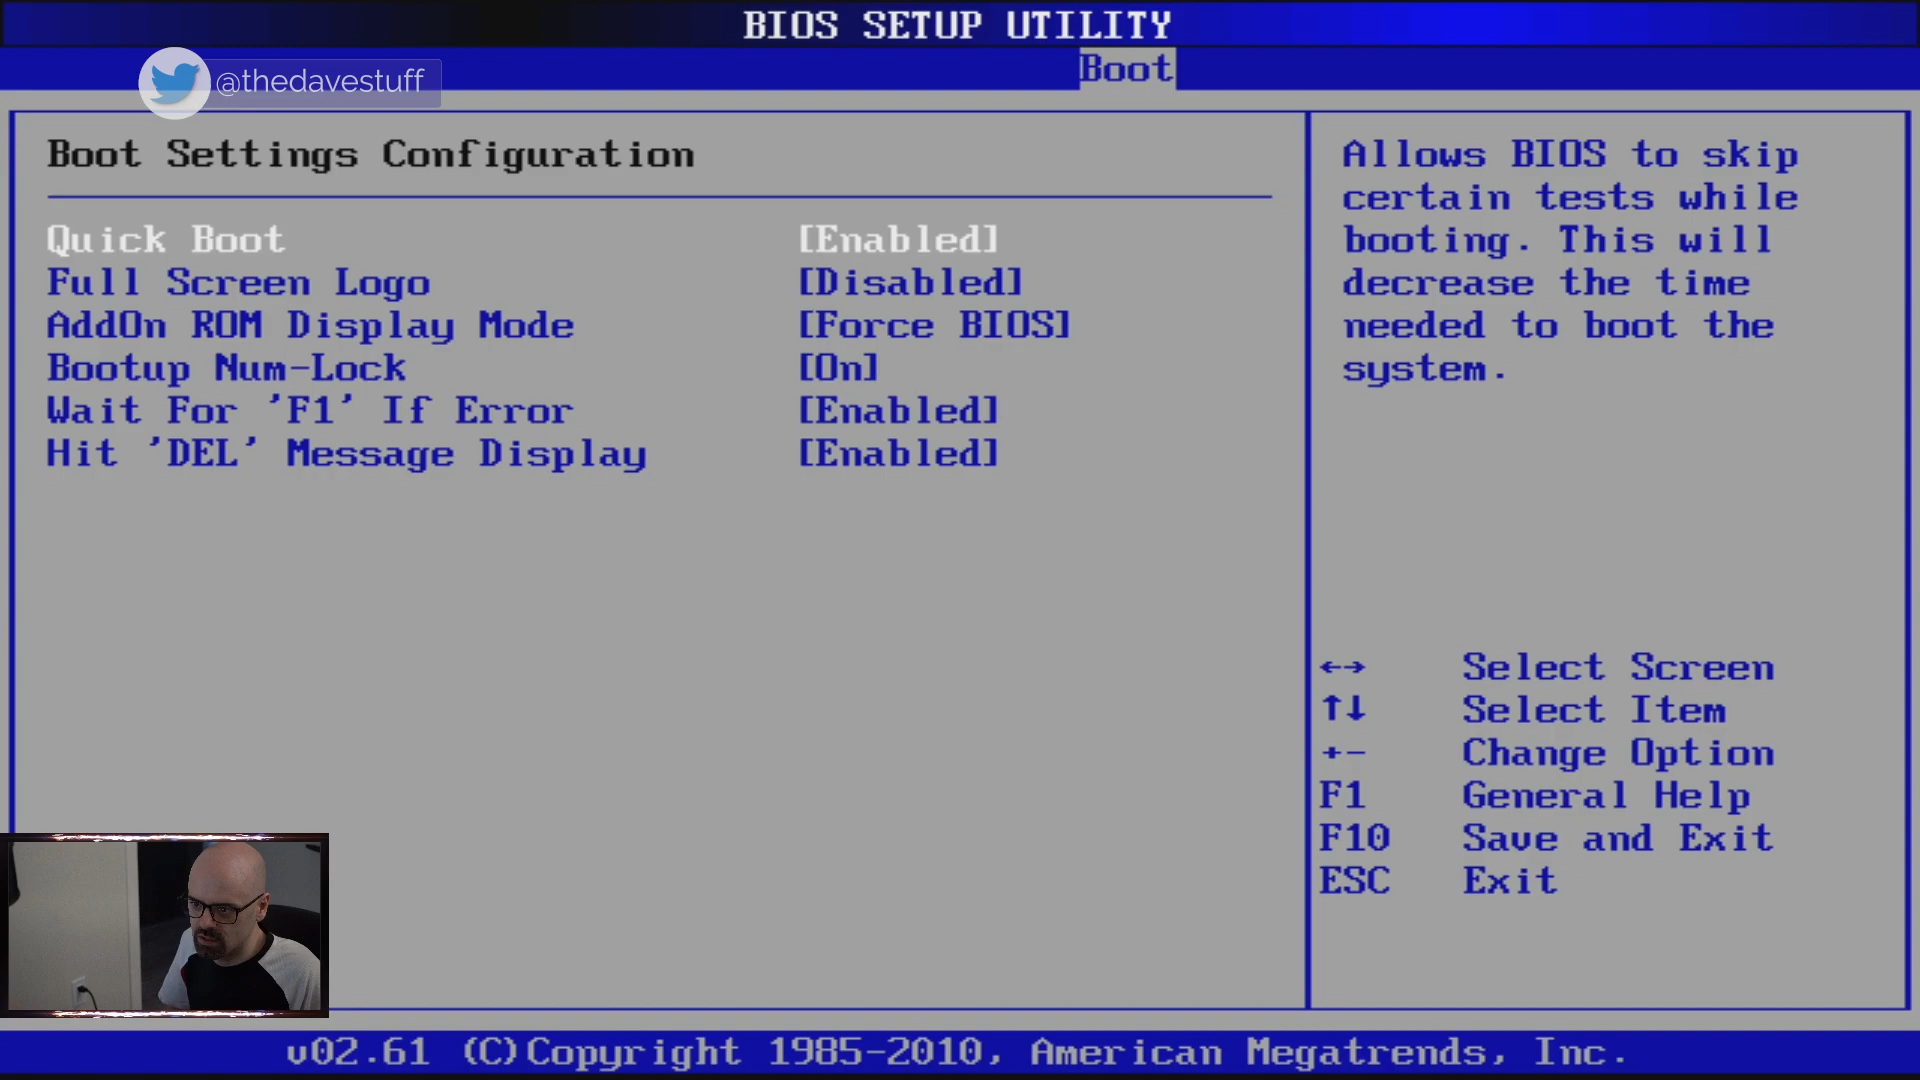 BIOS SETUP UTILITY
Boot
@thedavestuff
Boot Settings Configuration
Quick Boot [Enabled]
Full Screen Logo [Disabled]
AddOn ROM Display Mode [Force BIOS]
Bootup Num-Lock [On]
Wait For 'F1' If Error [Enabled]
Hit 'DEL' Message Display [Enabled]
Allows BIOS to skip
certain tests while
booting. This will
decrease the time
needed to boot the
system.
←→ Select Screen
↑↓ Select Item
+- Change Option
F1 General Help
F10 Save and Exit
ESC Exit
v02.61 (C)Copyright 1985-2010, American Megatrends, Inc.